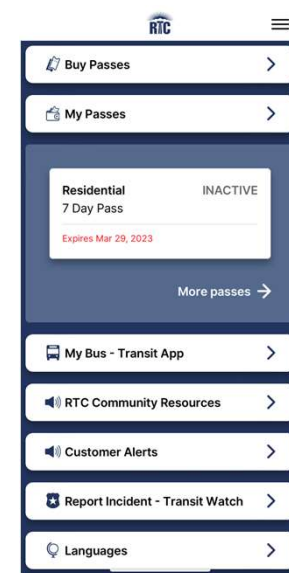 RTC
Buy Passes
My Passes
Residential INACTIVE
7 Day Pass
Expires Mar 29, 2023
More passes
My Bus - Transit App
RTC Community Resources
Customer Alerts
Report Incident - Transit Watch
Languages